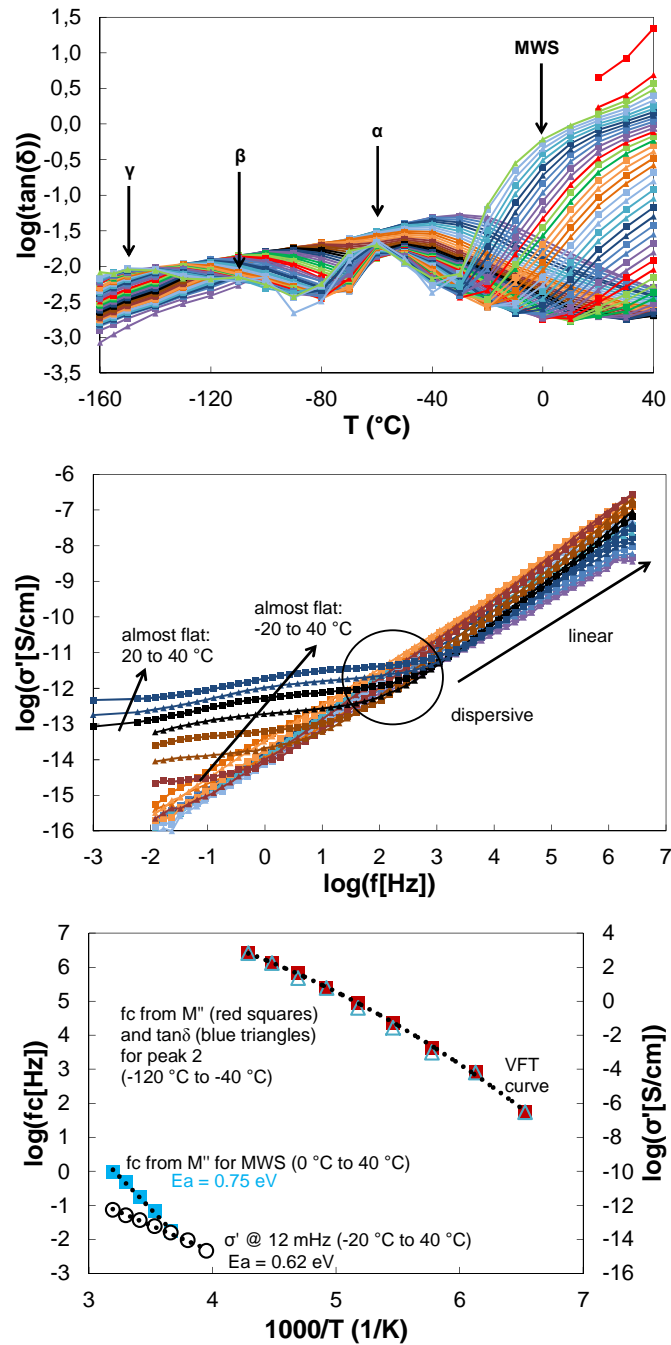 1,5
1,0
0,5
0,0
-0,5
-1,0
-1,5
-2,0
-2,5
-3,0
-3,5
log(tan(δ))
γ
β
α
MWS
-160 -120 -80 -40 0 40
T (°C)
-6
-7
-8
-9
-10
-11
-12
-13
-14
-15
-16
log(σ'[S/cm])
almost flat:
20 to 40 °C
almost flat:
-20 to 40 °C
linear
dispersive
-3 -2 -1 0 1 2 3 4 5 6 7
log(f[Hz])
7
6
5
4
3
2
1
0
-1
-2
-3
log(fc[Hz])
fc from M" (red squares)
and tanδ (blue triangles)
for peak 2
(-120 °C to -40 °C)
VFT
curve
fc from M" for MWS (0 °C to 40 °C)
Ea = 0.75 eV
σ' @ 12 mHz (-20 °C to 40 °C)
Ea = 0.62 eV
4
2
0
-2
-4
-6
-8
-10
-12
-14
-16
log(σ'[S/cm])
3 4 5 6 7
1000/T (1/K)